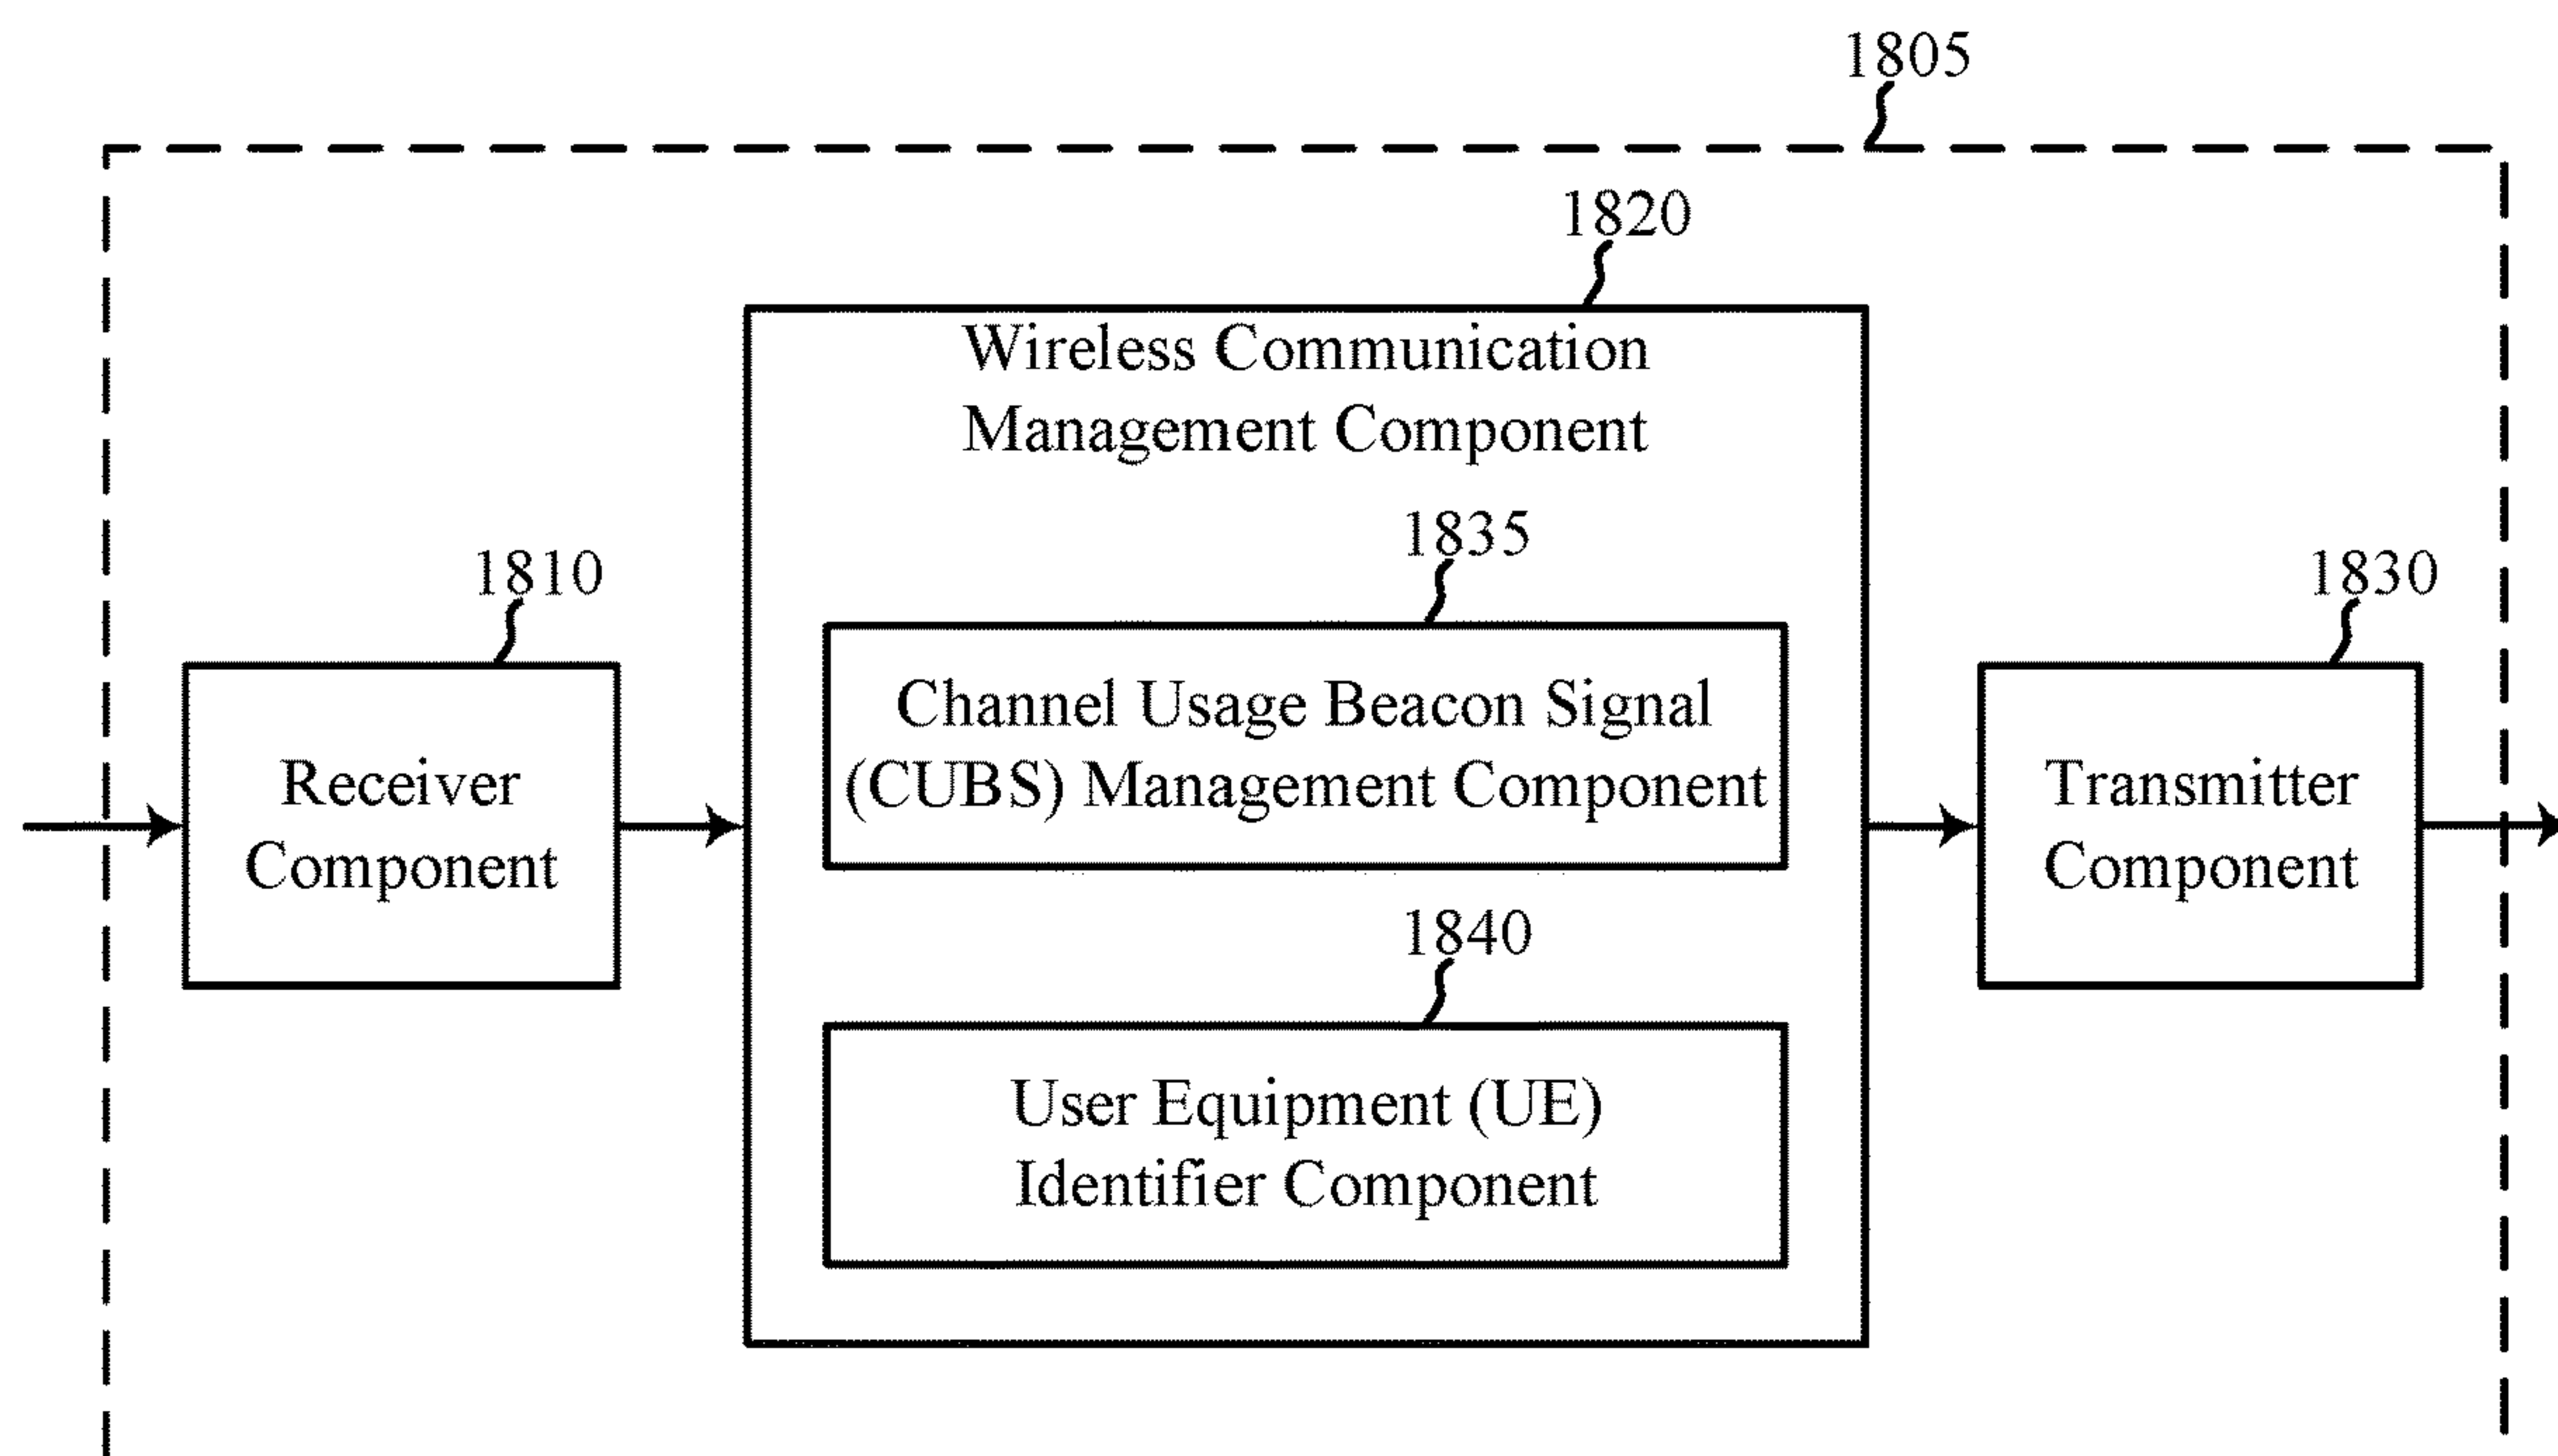 1805
1820
Wireless Communication
Management Component
1835
1810
1830
Channel Usage Beacon Signal
(CUBS) Management Component
Receiver
Component
Transmitter
Component
1840
User Equipment (UE)
Identifier Component